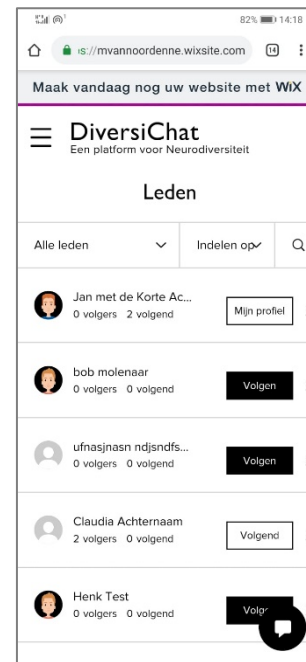 82% 14:18
s://mvannoordenne.wixsite.com 14
Maak vandaag nog uw website met WiX
DiversiChat
Een platform voor Neurodiversiteit
Leden
Alle leden Indelen op
Jan met de Korte Ac...
0 volgers 2 volgend
Mijn profiel
bob molenaar
0 volgers 0 volgend
Volgen
ufnasjnasn ndjsndfs...
0 volgers 0 volgend
Volgen
Claudia Achternaam
2 volgers 0 volgend
Volgend
Henk Test
0 volgers 0 volgend